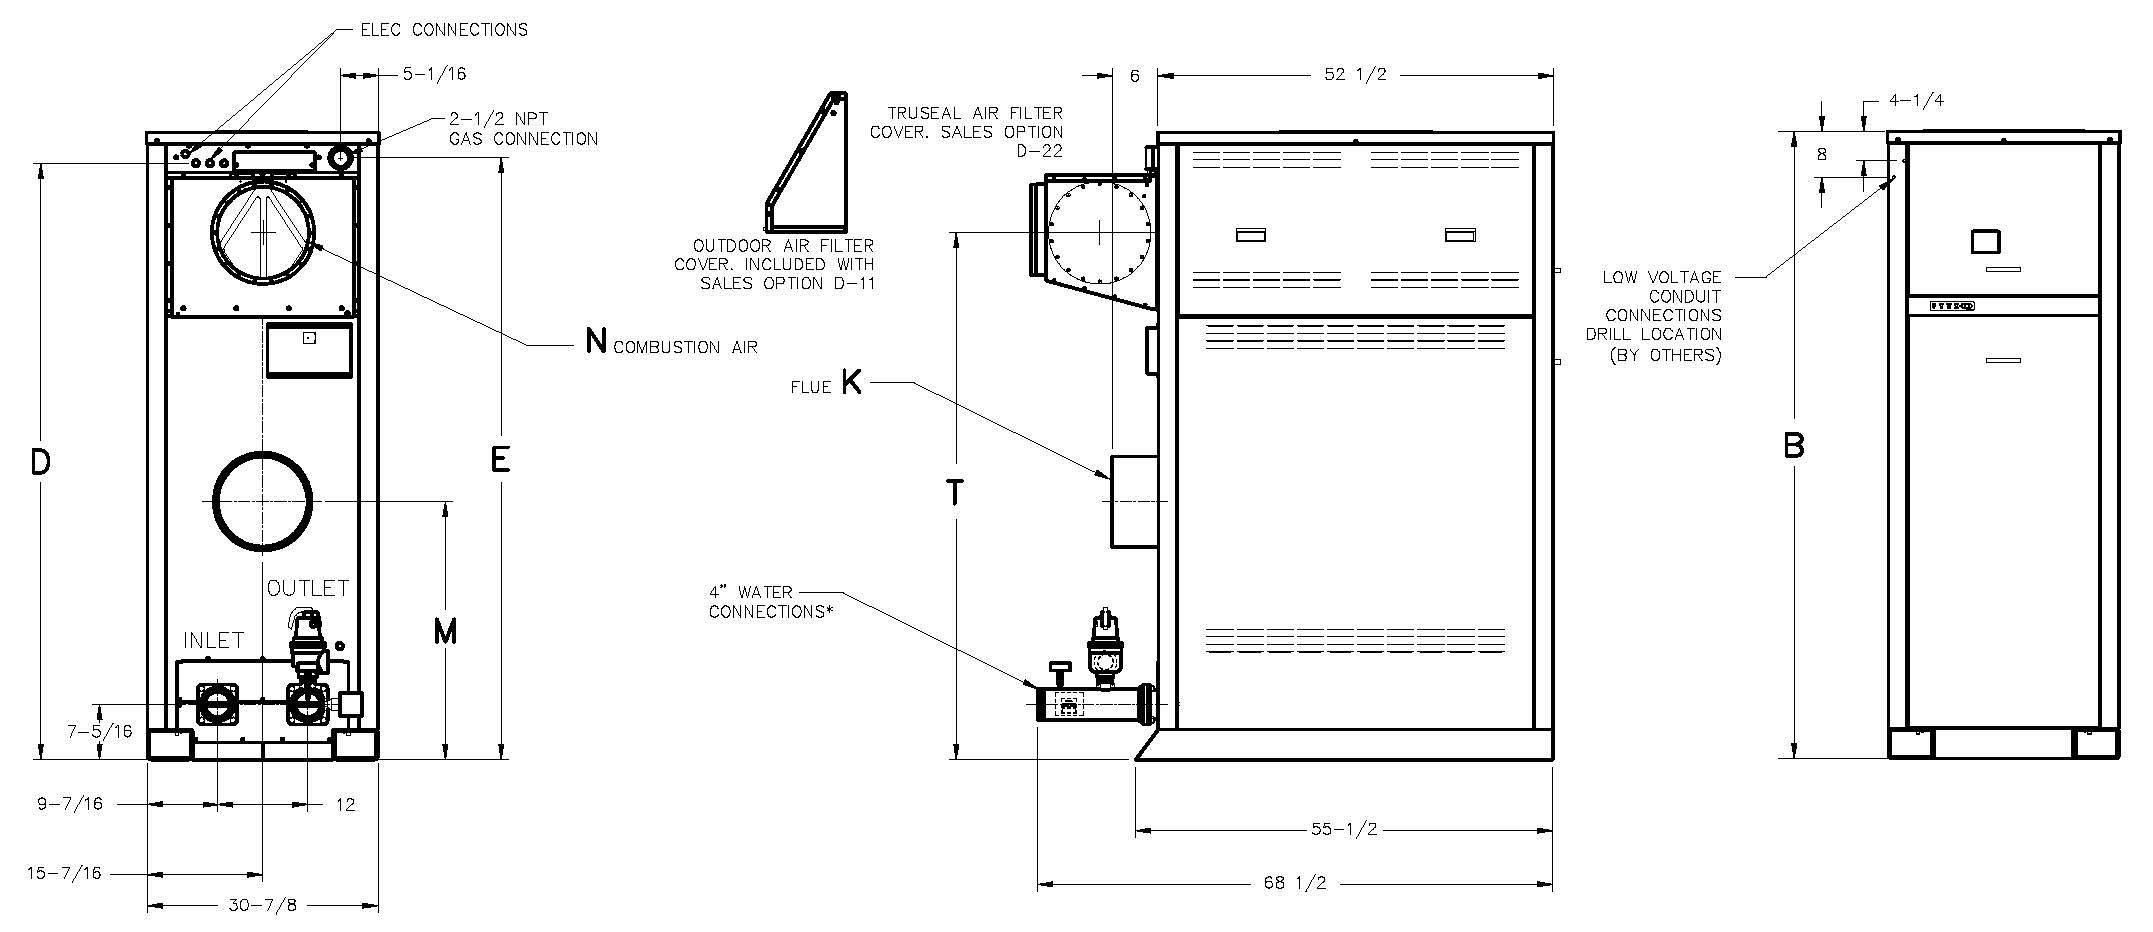 ELEC CONNECTIONS
5-1/16
2-1/2 NPT
GAS CONNECTION
D
E
N COMBUSTION AIR
OUTLET
INLET
M
7-5/16
9-7/16
12
15-7/16
30-7/8
6
52 1/2
TRUSEAL AIR FILTER
COVER. SALES OPTION
D-22
OUTDOOR AIR FILTER
COVER. INCLUDED WITH
SALES OPTION D-11
FLUE K
T
4" WATER
CONNECTIONS*
55-1/2
68 1/2
4-1/4
8
LOW VOLTAGE
CONDUIT
CONNECTIONS
DRILL LOCATION
(BY OTHERS)
B